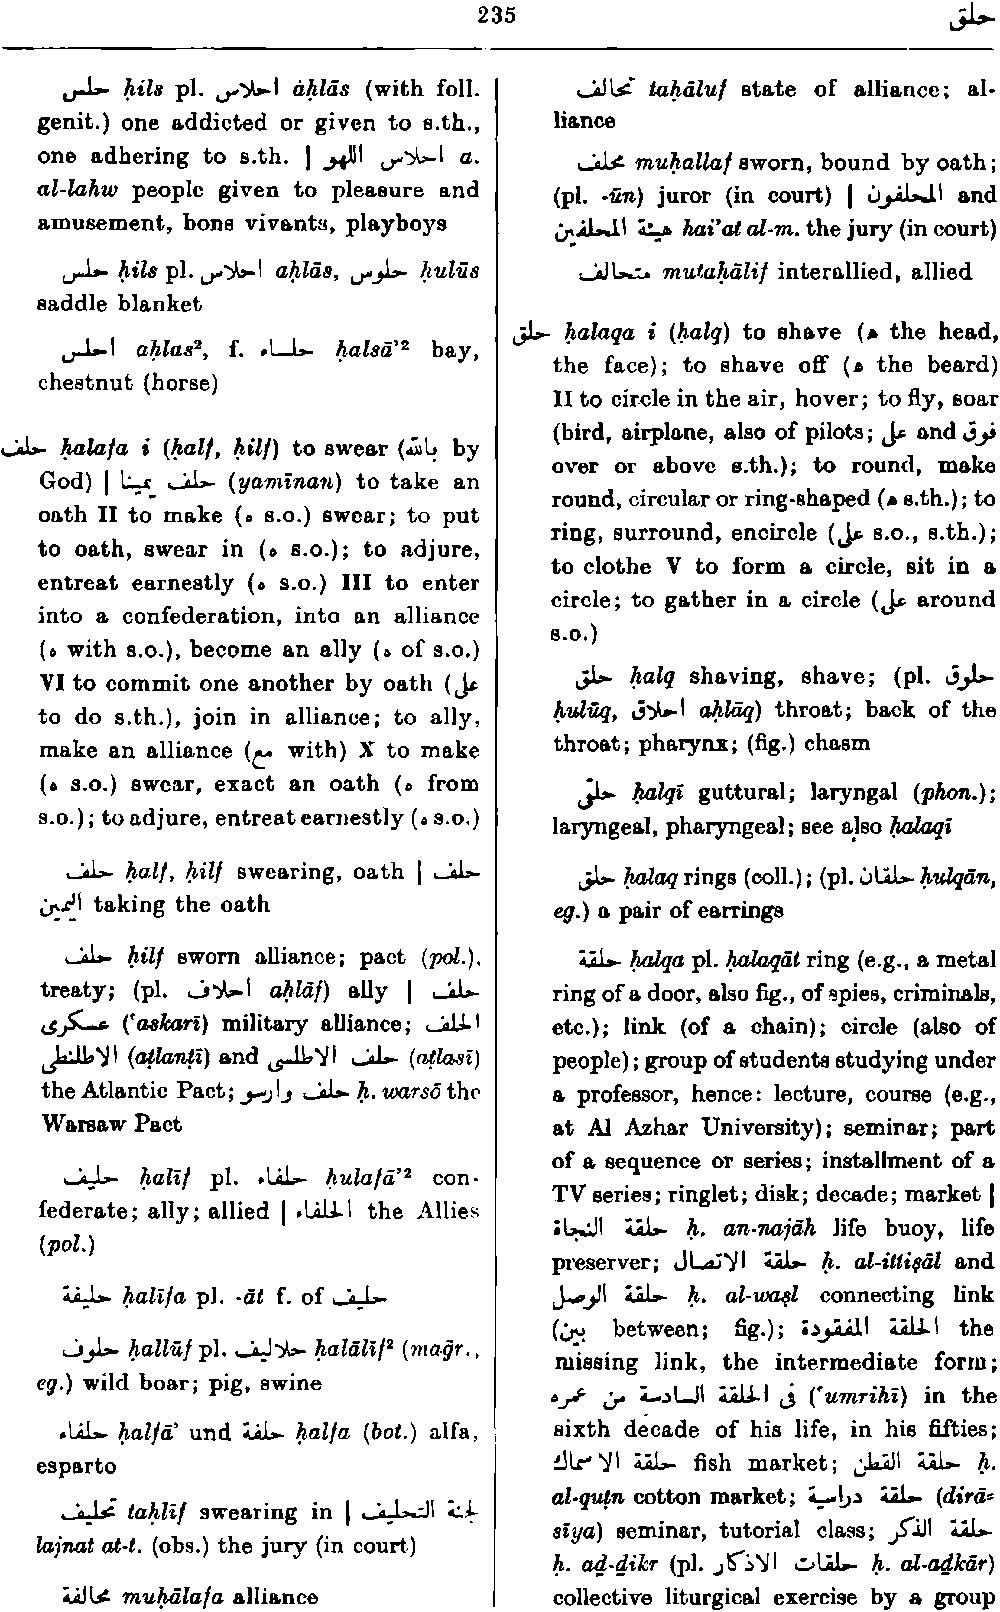 235
حلق
حلس ḥils pl. احلاس aḥlās (with foll.
genit.) one addicted or given to s.th.,
one adhering to s.th. | احلاس اللهو a.
al-lahw people given to pleasure and
amusement, bons vivants, playboys
حلس ḥils pl. احلاس aḥlās, حلوس ḥulūs
saddle blanket
احلس aḥlas², f. حلساء ḥalsā’² bay,
chestnut (horse)
حلف ḥalafa i (ḥalf, ḥilf) to swear (بالله by
God) | حلف يمينا (yamīnan) to take an
oath II to make (ه s.o.) swear; to put
to oath, swear in (ه s.o.); to adjure,
entreat earnestly (ه s.o.) III to enter
into a confederation, into an alliance
(ه with s.o.), become an ally (ه of s.o.)
VI to commit one another by oath (على
to do s.th.), join in alliance; to ally,
make an alliance (مع with) X to make
(ه s.o.) swear, exact an oath (ه from
s.o.); to adjure, entreat earnestly (ه s.o.)
حلف ḥalf, ḥilf swearing, oath | حلف
اليمين taking the oath
حلف ḥilf sworn alliance; pact (pol.),
treaty; (pl. احلاف aḥlāf) ally | حلف
عسكرى (‘askarī) military alliance; الحلف
الاطلنطى (aṭlanṭī) and حلف الاطلسى (aṭlasī)
the Atlantic Pact; حلف وارسو ḥ. warsō the
Warsaw Pact
حليف ḥalīf pl. حلفاء ḥulafā’² con-
federate; ally; allied | الحلفاء the Allies
(pol.)
حليفة ḥalīfa pl. -āt f. of حليف
حلوف ḥallūf pl. حلاليف ḥalālīf² (maḡr.,
eg.) wild boar; pig, swine
حلفاء ḥalfā’ und حلفة ḥalfa (bot.) alfa,
esparto
تحليف taḥlīf swearing in | لجنة التحليف
lajnat at-t. (obs.) the jury (in court)
محالفة muḥālafa alliance
تحالف taḥāluf state of alliance; al-
liance
محلف muḥallaf sworn, bound by oath;
(pl. -ūn) juror (in court) | المحلفون and
هيئة المحلفين hai’at al-m. the jury (in court)
متحالف mutaḥālif interallied, allied
حلق ḥalaqa i (ḥalq) to shave (ه the head,
the face); to shave off (ه the beard)
II to circle in the air, hover; to fly, soar
(bird, airplane, also of pilots; على and فوق
over or above s.th.); to round, make
round, circular or ring-shaped (ه s.th.); to
ring, surround, encircle (على s.o., s.th.);
to clothe V to form a circle, sit in a
circle; to gather in a circle (على around
s.o.)
حلق ḥalq shaving, shave; (pl. حلوق
ḥulūq, احلاق aḥlāq) throat; back of the
throat; pharynx; (fig.) chasm
حلقى ḥalqī guttural; laryngal (phon.);
laryngeal, pharyngeal; see also ḥalaqī
حلق ḥalaq rings (coll.); (pl. حلقان ḥulqān,
eg.) a pair of earrings
حلقة ḥalqa pl. ḥalaqāt ring (e.g., a metal
ring of a door, also fig., of spies, criminals,
etc.); link (of a chain); circle (also of
people); group of students studying under
a professor, hence: lecture, course (e.g.,
at Al Azhar University); seminar; part
of a sequence or series; installment of a
TV series; ringlet; disk; decade; market |
حلقة النجاة ḥ. an-najāh life buoy, life
preserver; حلقة الاتصال ḥ. al-ittiṣāl and
حلقة الوصل ḥ. al-waṣl connecting link
(بين between; fig.); الحلقة المفقودة the
missing link, the intermediate form;
فى الحلقة السادسة من عمره (‘umrihī) in the
sixth decade of his life, in his fifties;
حلقة الاسماك fish market; حلقة القطن ḥ.
al-quṭn cotton market; حلقة دراسية (dirā-
sīya) seminar, tutorial class; حلقة الذكر
ḥ. aḏ-ḏikr (pl. حلقات الاذكار ḥ. al-aḏkār)
collective liturgical exercise by a group